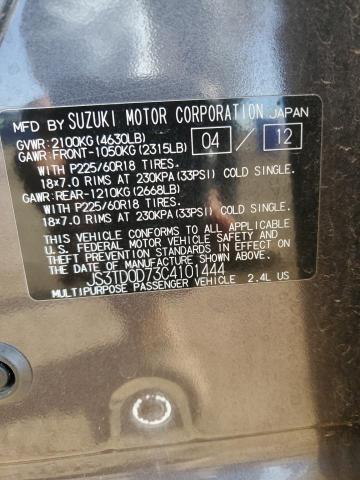 MFD BY SUZUKI MOTOR CORPORATION JAPAN
GVWR: 2100KG (4630LB)
GAWR: FRONT-1050KG (2315LB) 04 / 12
WITH P225/60R18 TIRES.
18×7.0 RIMS AT 230KPA (33PSI) COLD SINGLE.
GAWR: REAR-1210KG (2668LB)
WITH P225/60R18 TIRES.
18×7.0 RIMS AT 230KPA (33PSI) COLD SINGLE.
THIS VEHICLE CONFORMS TO ALL APPLICABLE
U.S. FEDERAL MOTOR VEHICLE SAFETY AND
THEFT PREVENTION STANDARDS IN EFFECT ON
THE DATE OF MANUFACTURE SHOWN ABOVE.
JS3TD0D73C4101444
MULTIPURPOSE PASSENGER VEHICLE 2.4L US